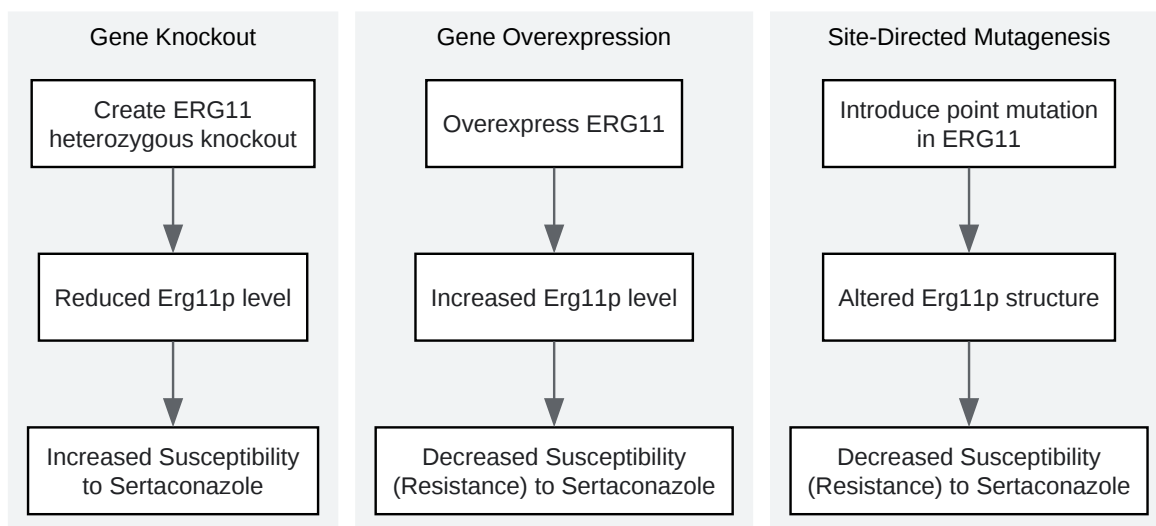 Gene Knockout
Create ERG11
heterozygous knockout
Reduced Erg11p level
Increased Susceptibility
to Sertaconazole
Gene Overexpression
Overexpress ERG11
Increased Erg11p level
Decreased Susceptibility
(Resistance) to Sertaconazole
Site-Directed Mutagenesis
Introduce point mutation
in ERG11
Altered Erg11p structure
Decreased Susceptibility
(Resistance) to Sertaconazole